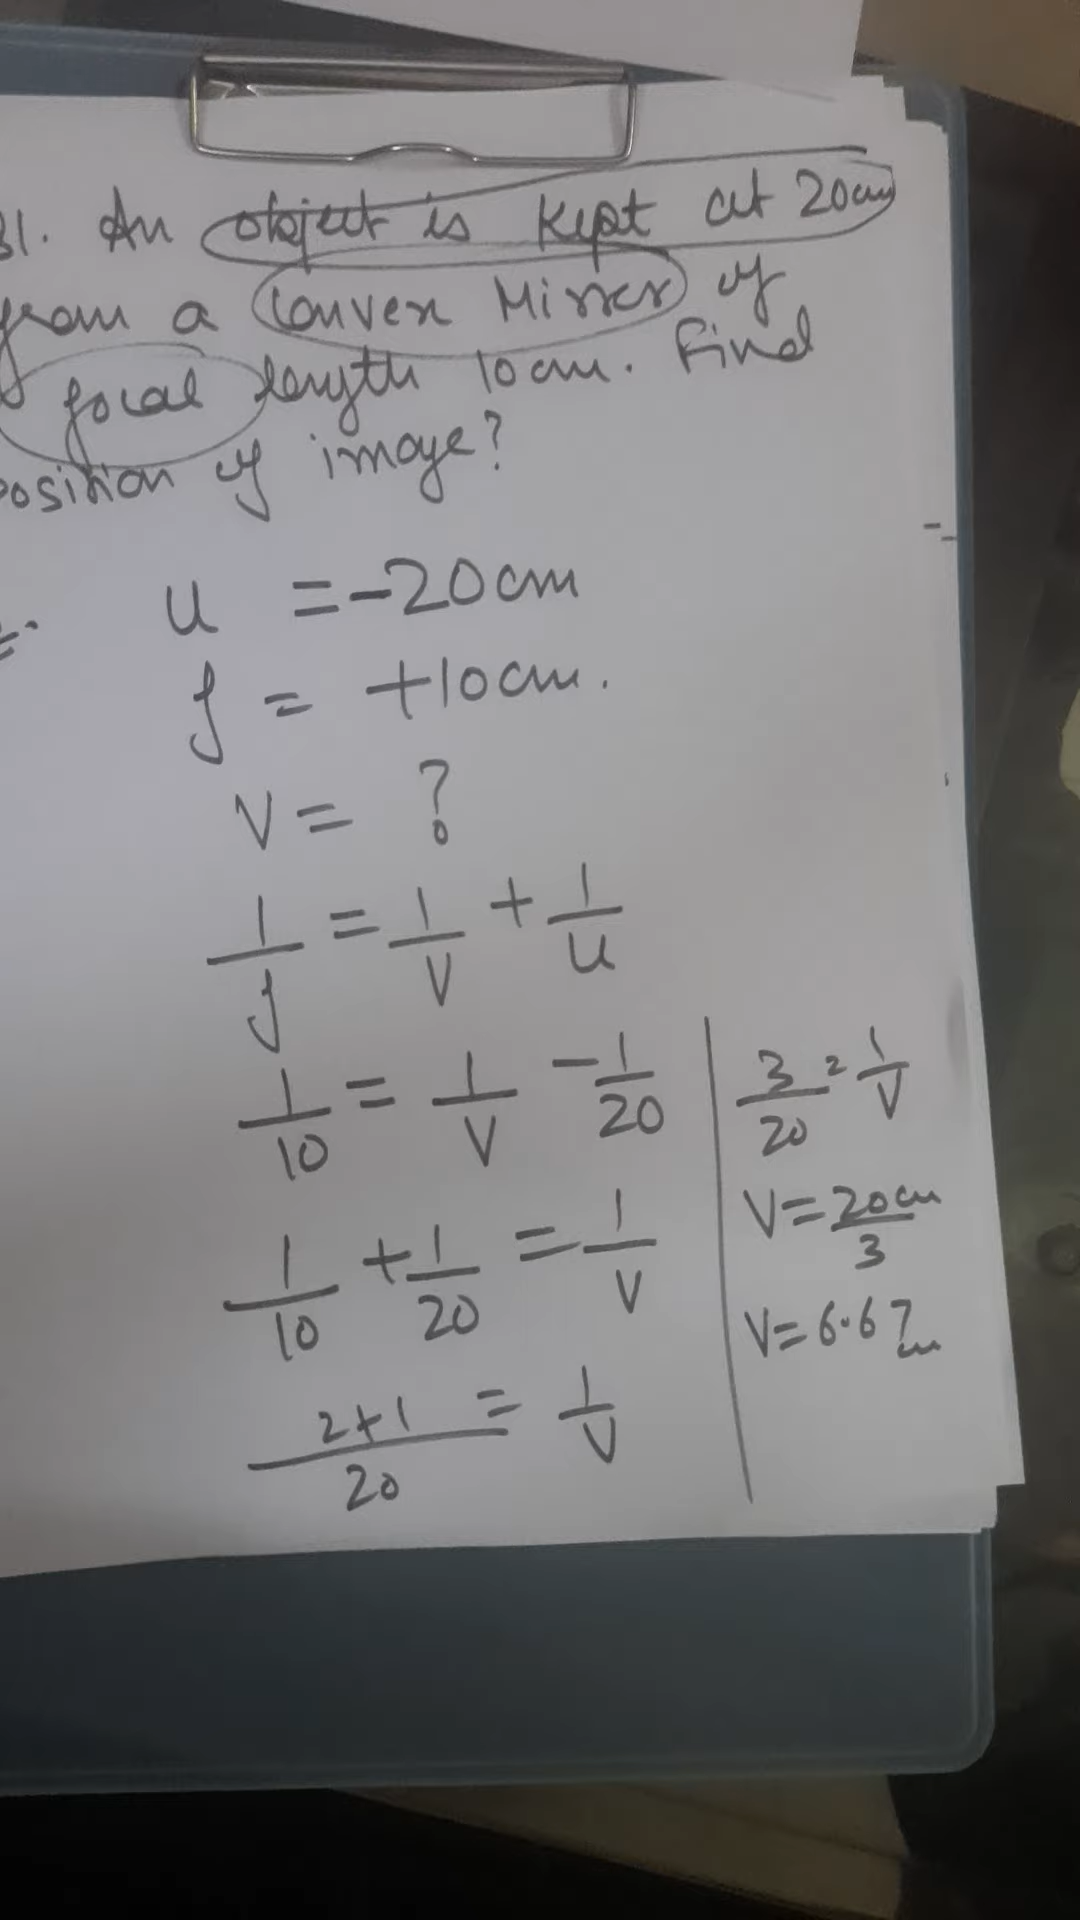 31. An object is kept at 20cm
from a convex Mirror of
focal length 10cm. Find
position of image?
u = -20cm
f = +10cm.
V = ?
1/f = 1/V + 1/u
1/10 = 1/V - 1/20
1/10 + 1/20 = 1/V
2+1/20 = 1/V
3/20 = 1/V
V = 20cm/3
V = 6.67cm